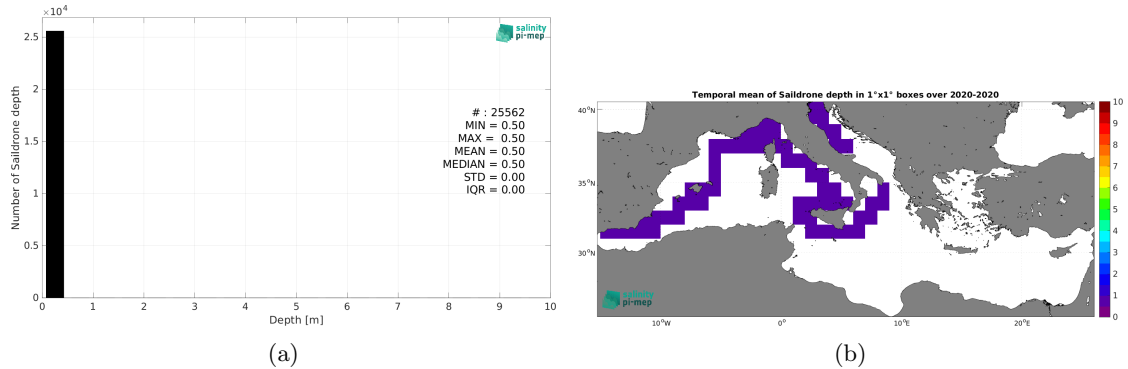 2.5
×10⁴
2
1.5
1
0.5
0
Number of Saildrone depth
0 1 2 3 4 5 6 7 8 9 10
Depth [m]
salinity
pi-mep
# : 25562
MIN = 0.50
MAX = 0.50
MEAN = 0.50
MEDIAN = 0.50
STD = 0.00
IQR = 0.00
(a)
Temporal mean of Saildrone depth in 1°x1° boxes over 2020-2020
40°N
35°N
30°N
10°W 0° 10°E 20°E
salinity
pi-mep
10
9
8
7
6
5
4
3
2
1
0
(b)